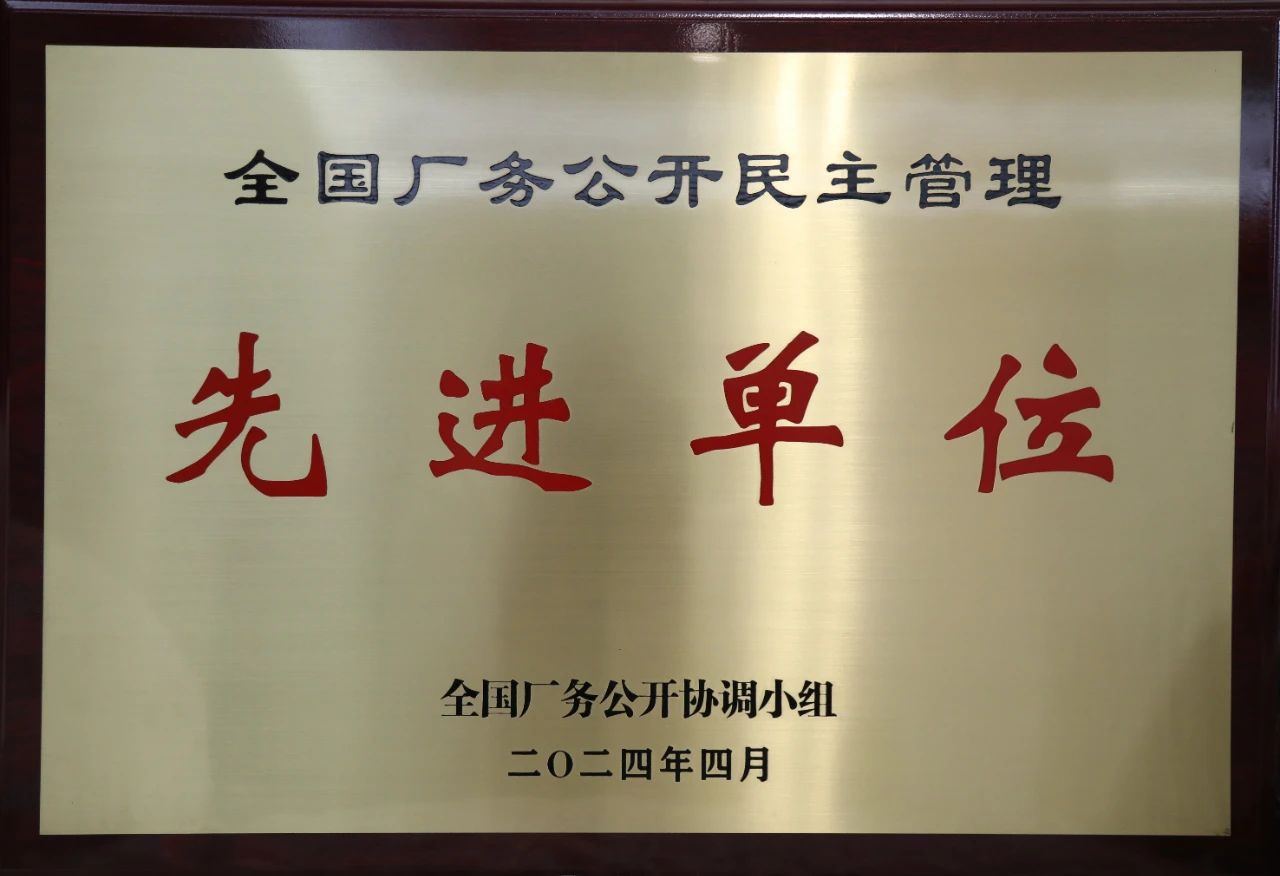 全国厂务公开民主管理
先进单位
全国厂务公开协调小组
二〇二四年四月